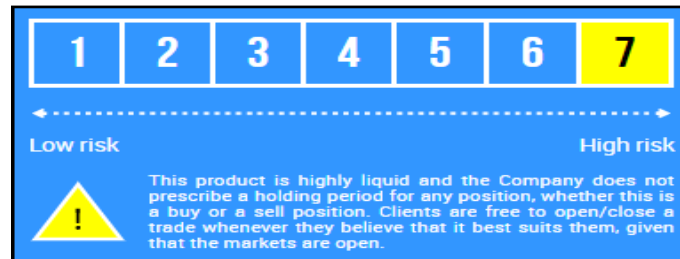 1 2 3 4 5 6 7
Low risk High risk
This product is highly liquid and the Company does not
prescribe a holding period for any position, whether this is
a buy or a sell position. Clients are free to open/close a
trade whenever they believe that it best suits them, given
that the markets are open.
!